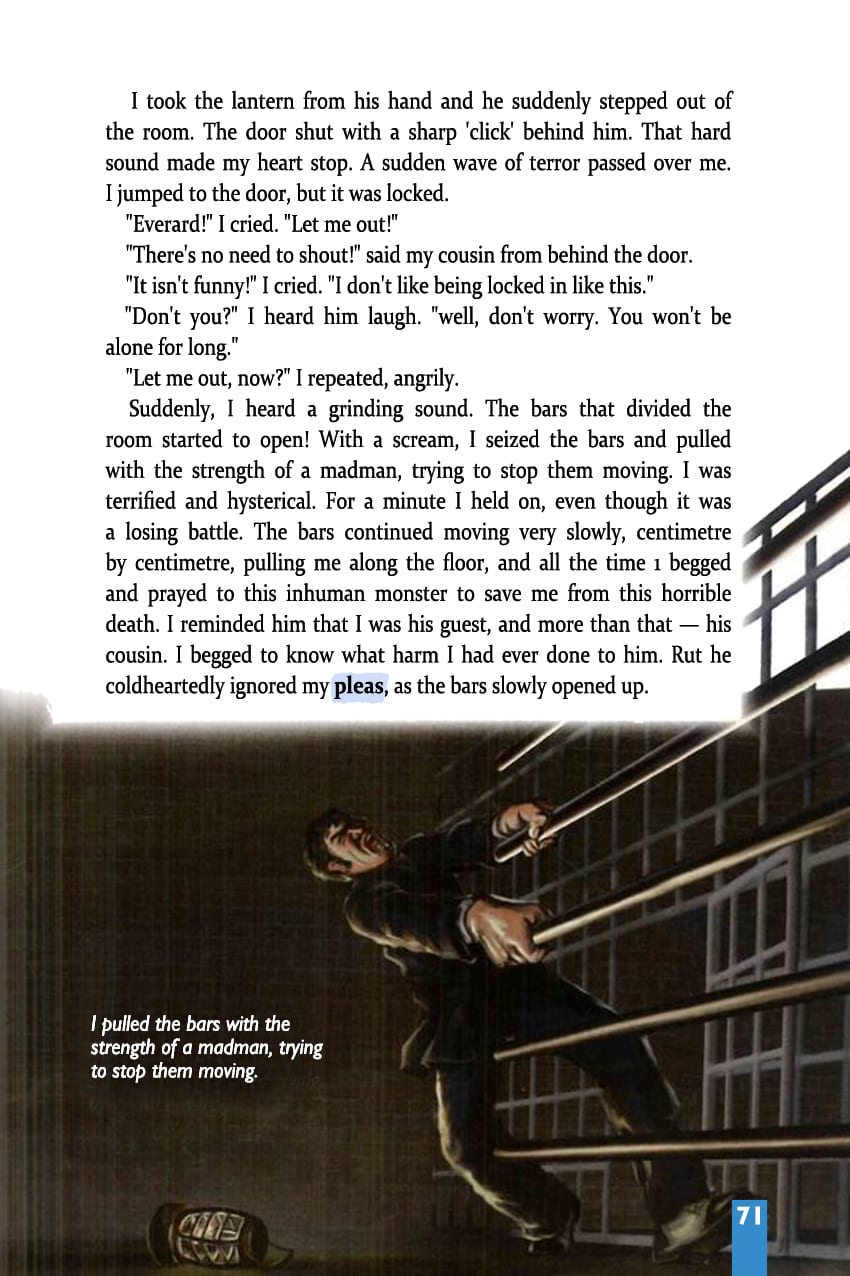 I took the lantern from his hand and he suddenly stepped out of
the room. The door shut with a sharp 'click' behind him. That hard
sound made my heart stop. A sudden wave of terror passed over me.
I jumped to the door, but it was locked.
"Everard!" I cried. "Let me out!"
"There's no need to shout!" said my cousin from behind the door.
"It isn't funny!" I cried. "I don't like being locked in like this."
"Don't you?" I heard him laugh. "well, don't worry. You won't be
alone for long."
"Let me out, now?" I repeated, angrily.
Suddenly, I heard a grinding sound. The bars that divided the
room started to open! With a scream, I seized the bars and pulled
with the strength of a madman, trying to stop them moving. I was
terrified and hysterical. For a minute I held on, even though it was
a losing battle. The bars continued moving very slowly, centimetre
by centimetre, pulling me along the floor, and all the time 1 begged
and prayed to this inhuman monster to save me from this horrible
death. I reminded him that I was his guest, and more than that — his
cousin. I begged to know what harm I had ever done to him. Rut he
coldheartedly ignored my pleas, as the bars slowly opened up.
I pulled the bars with the
strength of a madman, trying
to stop them moving.
71